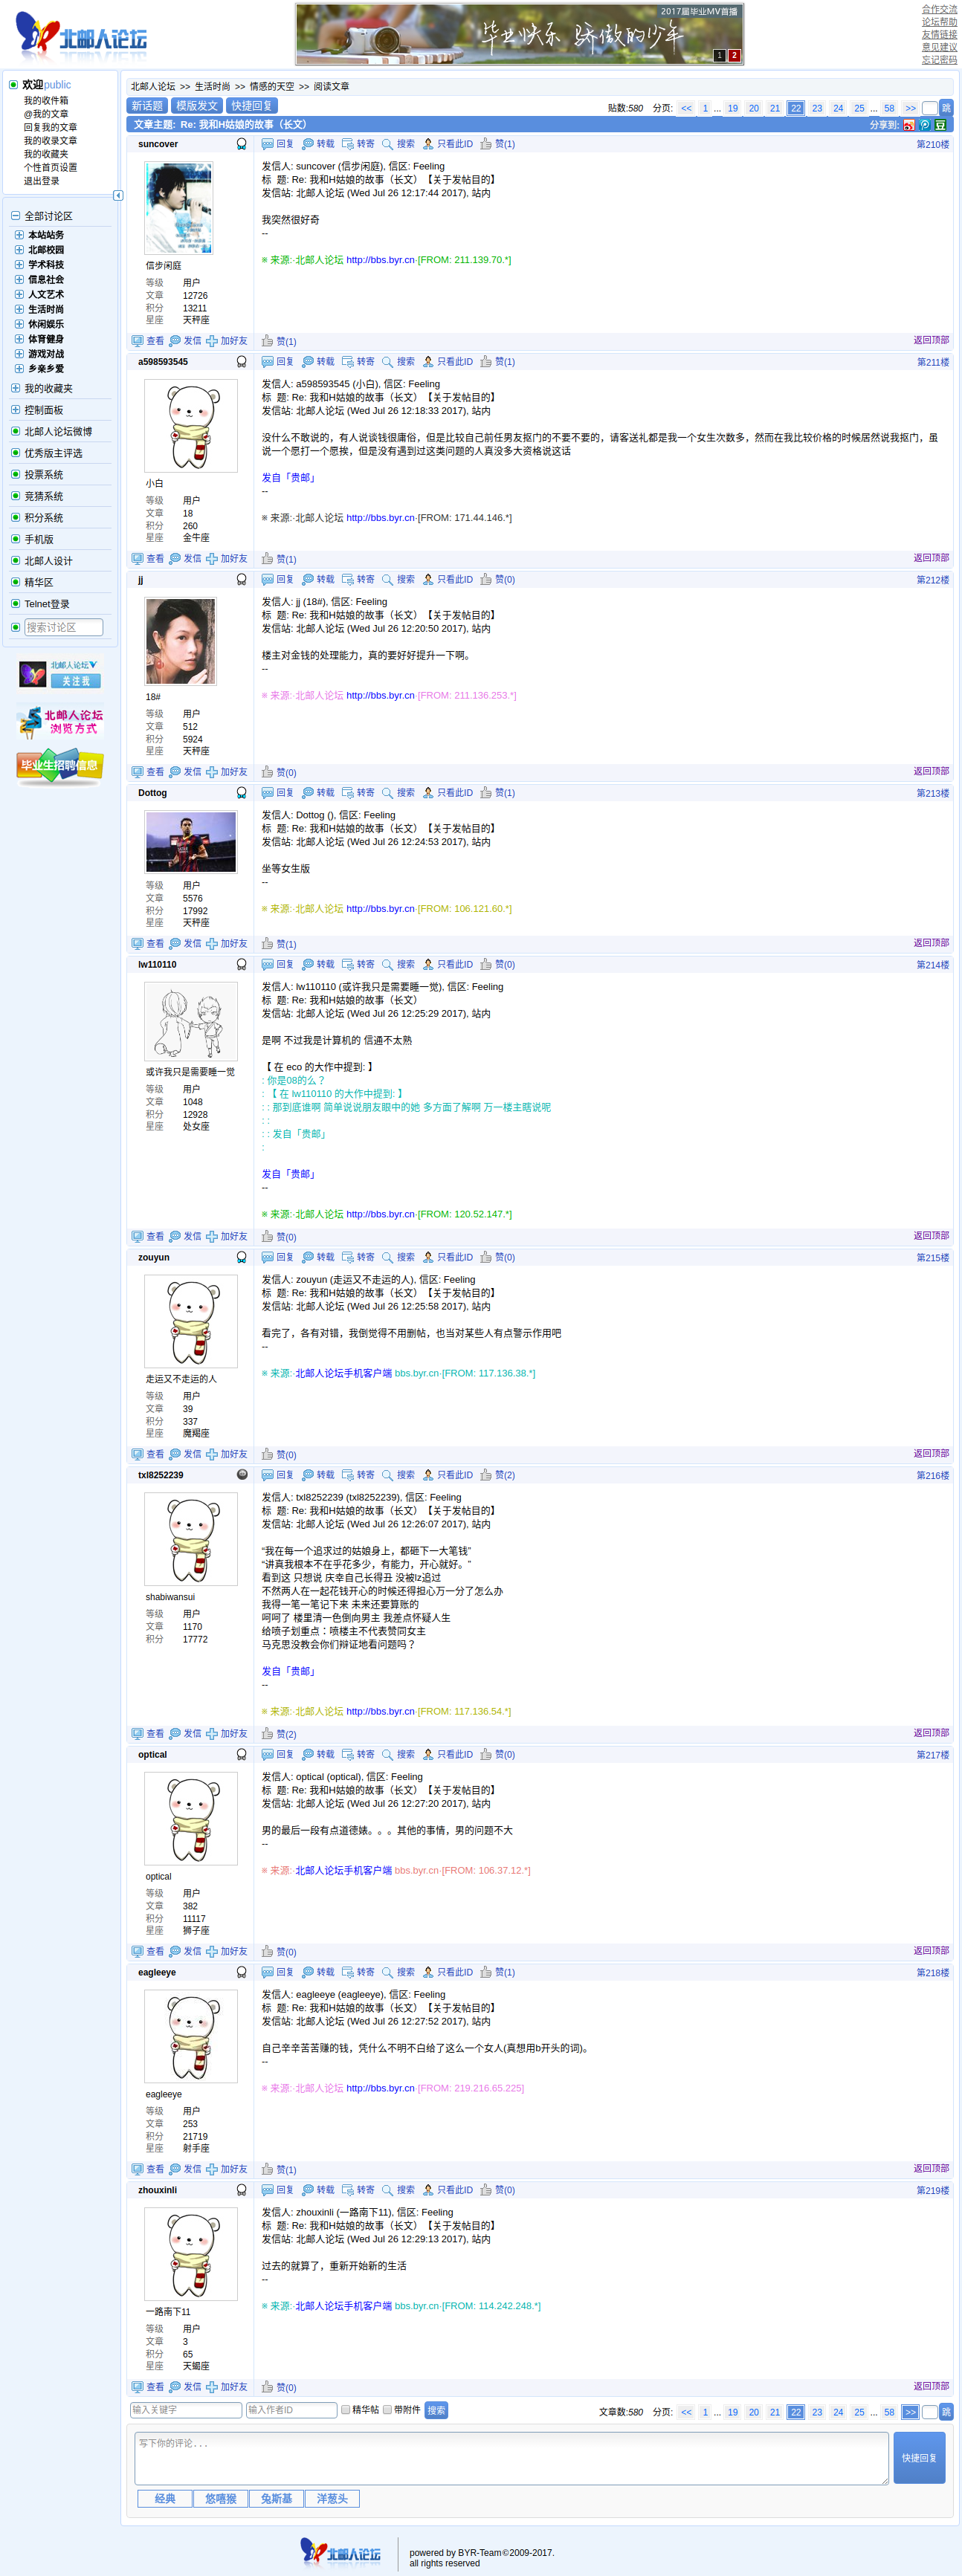 北邮人论坛
2017届毕业MV首播
毕业快乐 骄傲的少年
1 2
合作交流
论坛帮助
友情链接
意见建议
忘记密码
欢迎public
我的收件箱
@我的文章
回复我的文章
我的收录文章
我的收藏夹
个性首页设置
退出登录
全部讨论区
本站站务
北邮校园
学术科技
信息社会
人文艺术
生活时尚
休闲娱乐
体育健身
游戏对战
乡亲乡爱
我的收藏夹
控制面板
北邮人论坛微博
优秀版主评选
投票系统
竞猜系统
积分系统
手机版
北邮人设计
精华区
Telnet登录
搜索讨论区
北邮人论坛
关注我
北邮人论坛
浏览方式
毕业生招聘信息
北邮人论坛 >> 生活时尚 >> 情感的天空 >> 阅读文章
新话题 模版发文 快捷回复
贴数:580 分页: << 1 ... 19 20 21 22 23 24 25 ... 58 >> 跳
文章主题: Re: 我和H姑娘的故事（长文）
分享到: 豆
suncover
回复 转载 转寄 搜索 只看此ID 赞(1)
第210楼
信步闲庭
等级 用户
文章 12726
积分 13211
星座 天秤座
发信人: suncover (信步闲庭), 信区: Feeling
标 题: Re: 我和H姑娘的故事（长文）【关于发帖目的】
发信站: 北邮人论坛 (Wed Jul 26 12:17:44 2017), 站内
我突然很好奇
--
※ 来源:·北邮人论坛 http://bbs.byr.cn·[FROM: 211.139.70.*]
查看 发信 加好友
赞(1)
返回顶部
a598593545
回复 转载 转寄 搜索 只看此ID 赞(1)
第211楼
小白
等级 用户
文章 18
积分 260
星座 金牛座
发信人: a598593545 (小白), 信区: Feeling
标 题: Re: 我和H姑娘的故事（长文）【关于发帖目的】
发信站: 北邮人论坛 (Wed Jul 26 12:18:33 2017), 站内
没什么不敢说的，有人说谈钱很庸俗，但是比较自己前任男友抠门的不要不要的，请客送礼都是我一个女生次数多，然而在我比较价格的时候居然说我抠门，虽
说一个愿打一个愿挨，但是没有遇到过这类问题的人真没多大资格说这话
发自「贵邮」
--
※ 来源:·北邮人论坛 http://bbs.byr.cn·[FROM: 171.44.146.*]
查看 发信 加好友
赞(1)
返回顶部
jj
回复 转载 转寄 搜索 只看此ID 赞(0)
第212楼
18#
等级 用户
文章 512
积分 5924
星座 天秤座
发信人: jj (18#), 信区: Feeling
标 题: Re: 我和H姑娘的故事（长文）【关于发帖目的】
发信站: 北邮人论坛 (Wed Jul 26 12:20:50 2017), 站内
楼主对金钱的处理能力，真的要好好提升一下啊。
--
※ 来源:·北邮人论坛 http://bbs.byr.cn·[FROM: 211.136.253.*]
查看 发信 加好友
赞(0)
返回顶部
Dottog
回复 转载 转寄 搜索 只看此ID 赞(1)
第213楼
等级 用户
文章 5576
积分 17992
星座 天秤座
发信人: Dottog (), 信区: Feeling
标 题: Re: 我和H姑娘的故事（长文）【关于发帖目的】
发信站: 北邮人论坛 (Wed Jul 26 12:24:53 2017), 站内
坐等女生版
--
※ 来源:·北邮人论坛 http://bbs.byr.cn·[FROM: 106.121.60.*]
查看 发信 加好友
赞(1)
返回顶部
lw110110
回复 转载 转寄 搜索 只看此ID 赞(0)
第214楼
或许我只是需要睡一觉
等级 用户
文章 1048
积分 12928
星座 处女座
发信人: lw110110 (或许我只是需要睡一觉), 信区: Feeling
标 题: Re: 我和H姑娘的故事（长文）
发信站: 北邮人论坛 (Wed Jul 26 12:25:29 2017), 站内
是啊 不过我是计算机的 信通不太熟
【 在 eco 的大作中提到: 】
: 你是08的么？
: 【 在 lw110110 的大作中提到: 】
: : 那到底谁啊 简单说说朋友眼中的她 多方面了解啊 万一楼主瞎说呢
: :
: : 发自「贵邮」
:
发自「贵邮」
--
※ 来源:·北邮人论坛 http://bbs.byr.cn·[FROM: 120.52.147.*]
查看 发信 加好友
赞(0)
返回顶部
zouyun
回复 转载 转寄 搜索 只看此ID 赞(0)
第215楼
走运又不走运的人
等级 用户
文章 39
积分 337
星座 魔羯座
发信人: zouyun (走运又不走运的人), 信区: Feeling
标 题: Re: 我和H姑娘的故事（长文）【关于发帖目的】
发信站: 北邮人论坛 (Wed Jul 26 12:25:58 2017), 站内
看完了，各有对错，我倒觉得不用删帖，也当对某些人有点警示作用吧
--
※ 来源:·北邮人论坛手机客户端 bbs.byr.cn·[FROM: 117.136.38.*]
查看 发信 加好友
赞(0)
返回顶部
txl8252239
回复 转载 转寄 搜索 只看此ID 赞(2)
第216楼
shabiwansui
等级 用户
文章 1170
积分 17772
发信人: txl8252239 (txl8252239), 信区: Feeling
标 题: Re: 我和H姑娘的故事（长文）【关于发帖目的】
发信站: 北邮人论坛 (Wed Jul 26 12:26:07 2017), 站内
“我在每一个追求过的姑娘身上，都砸下一大笔钱”
“讲真我根本不在乎花多少，有能力，开心就好。”
看到这 只想说 庆幸自己长得丑 没被lz追过
不然两人在一起花钱开心的时候还得担心万一分了怎么办
我得一笔一笔记下来 未来还要算账的
呵呵了 楼里清一色倒向男主 我差点怀疑人生
给喷子划重点：喷楼主不代表赞同女主
马克思没教会你们辩证地看问题吗？
发自「贵邮」
--
※ 来源:·北邮人论坛 http://bbs.byr.cn·[FROM: 117.136.54.*]
查看 发信 加好友
赞(2)
返回顶部
optical
回复 转载 转寄 搜索 只看此ID 赞(0)
第217楼
optical
等级 用户
文章 382
积分 11117
星座 狮子座
发信人: optical (optical), 信区: Feeling
标 题: Re: 我和H姑娘的故事（长文）【关于发帖目的】
发信站: 北邮人论坛 (Wed Jul 26 12:27:20 2017), 站内
男的最后一段有点道德婊。。。其他的事情，男的问题不大
--
※ 来源:·北邮人论坛手机客户端 bbs.byr.cn·[FROM: 106.37.12.*]
查看 发信 加好友
赞(0)
返回顶部
eagleeye
回复 转载 转寄 搜索 只看此ID 赞(1)
第218楼
eagleeye
等级 用户
文章 253
积分 21719
星座 射手座
发信人: eagleeye (eagleeye), 信区: Feeling
标 题: Re: 我和H姑娘的故事（长文）【关于发帖目的】
发信站: 北邮人论坛 (Wed Jul 26 12:27:52 2017), 站内
自己辛辛苦苦赚的钱，凭什么不明不白给了这么一个女人(真想用b开头的词)。
--
※ 来源:·北邮人论坛 http://bbs.byr.cn·[FROM: 219.216.65.225]
查看 发信 加好友
赞(1)
返回顶部
zhouxinli
回复 转载 转寄 搜索 只看此ID 赞(0)
第219楼
一路南下11
等级 用户
文章 3
积分 65
星座 天蝎座
发信人: zhouxinli (一路南下11), 信区: Feeling
标 题: Re: 我和H姑娘的故事（长文）【关于发帖目的】
发信站: 北邮人论坛 (Wed Jul 26 12:29:13 2017), 站内
过去的就算了，重新开始新的生活
--
※ 来源:·北邮人论坛手机客户端 bbs.byr.cn·[FROM: 114.242.248.*]
查看 发信 加好友
赞(0)
返回顶部
输入关键字 输入作者ID 精华帖 带附件 搜索
文章数:580 分页: << 1 ... 19 20 21 22 23 24 25 ... 58 >> 跳
写下你的评论...
快捷回复
经典 悠嘻猴 兔斯基 洋葱头
北邮人论坛
powered by BYR-Team©2009-2017.
all rights reserved